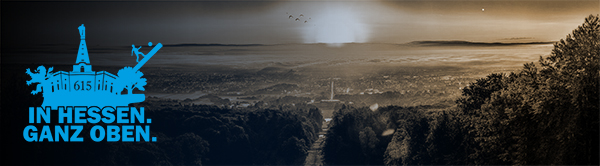 615
IN HESSEN.
GANZ OBEN.